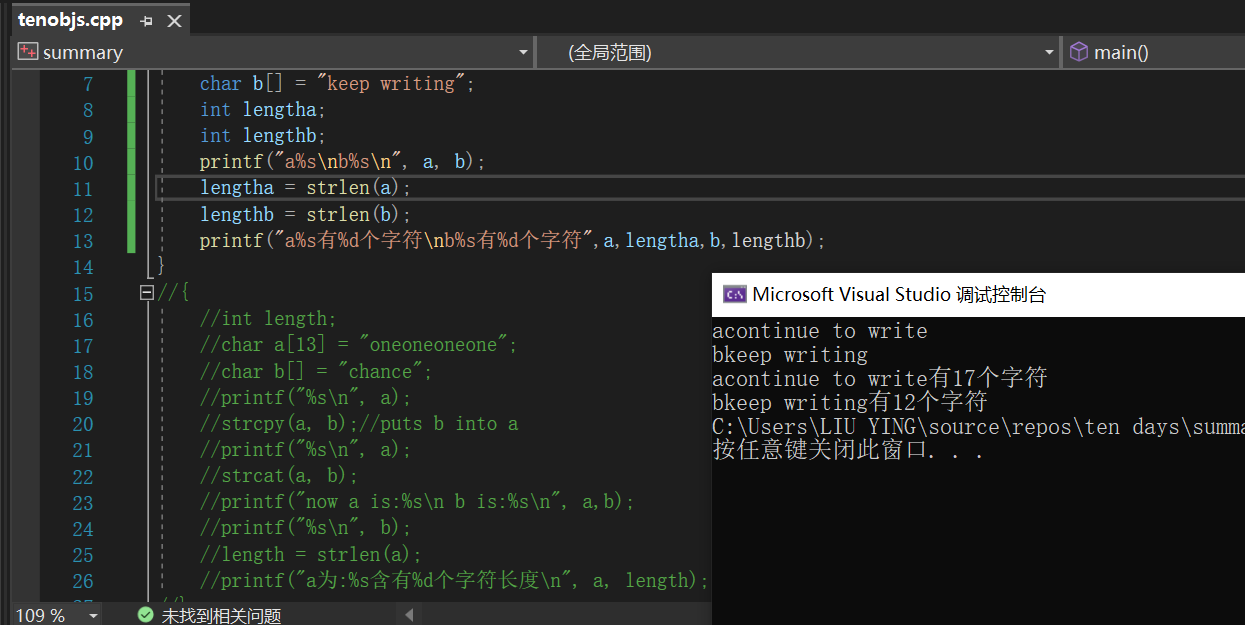 tenobjs.cpp
summary
(全局范围)
main()
7 char b[] = "keep writing";
8 int lengtha;
9 int lengthb;
10 printf("a%s\nb%s\n", a, b);
11 lengtha = strlen(a);
12 lengthb = strlen(b);
13 printf("a%s有%d个字符\nb%s有%d个字符",a,lengtha,b,lengthb);
14 }
15 //{
16 //int length;
17 //char a[13] = "oneoneoneone";
18 //char b[] = "chance";
19 //printf("%s\n", a);
20 //strcpy(a, b);//puts b into a
21 //printf("%s\n", a);
22 //strcat(a, b);
23 //printf("now a is:%s\n b is:%s\n", a,b);
24 //printf("%s\n", b);
25 //length = strlen(a);
26 //printf("a为:%s含有%d个字符长度\n", a, length);
Microsoft Visual Studio 调试控制台
acontinue to write
bkeep writing
acontinue to write有17个字符
bkeep writing有12个字符
C:\Users\LIU YING\source\repos\ten days\summa
按任意键关闭此窗口. . .
109 %
未找到相关问题